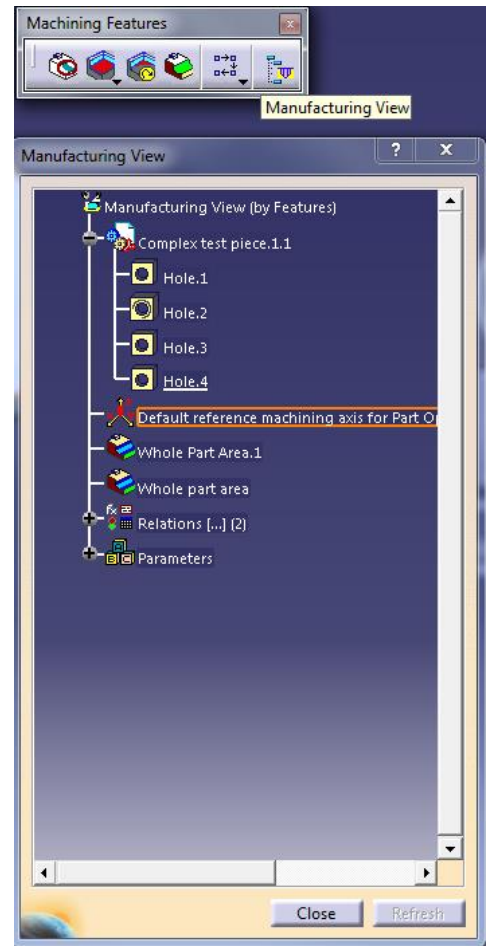 Machining Features
Manufacturing View
Manufacturing View
Manufacturing View (by Features)
Complex test piece.1.1
Hole.1
Hole.2
Hole.3
Hole.4
Default reference machining axis for Part O
Whole Part Area.1
Whole part area
Relations [...] (2)
Parameters
Close
Refresh